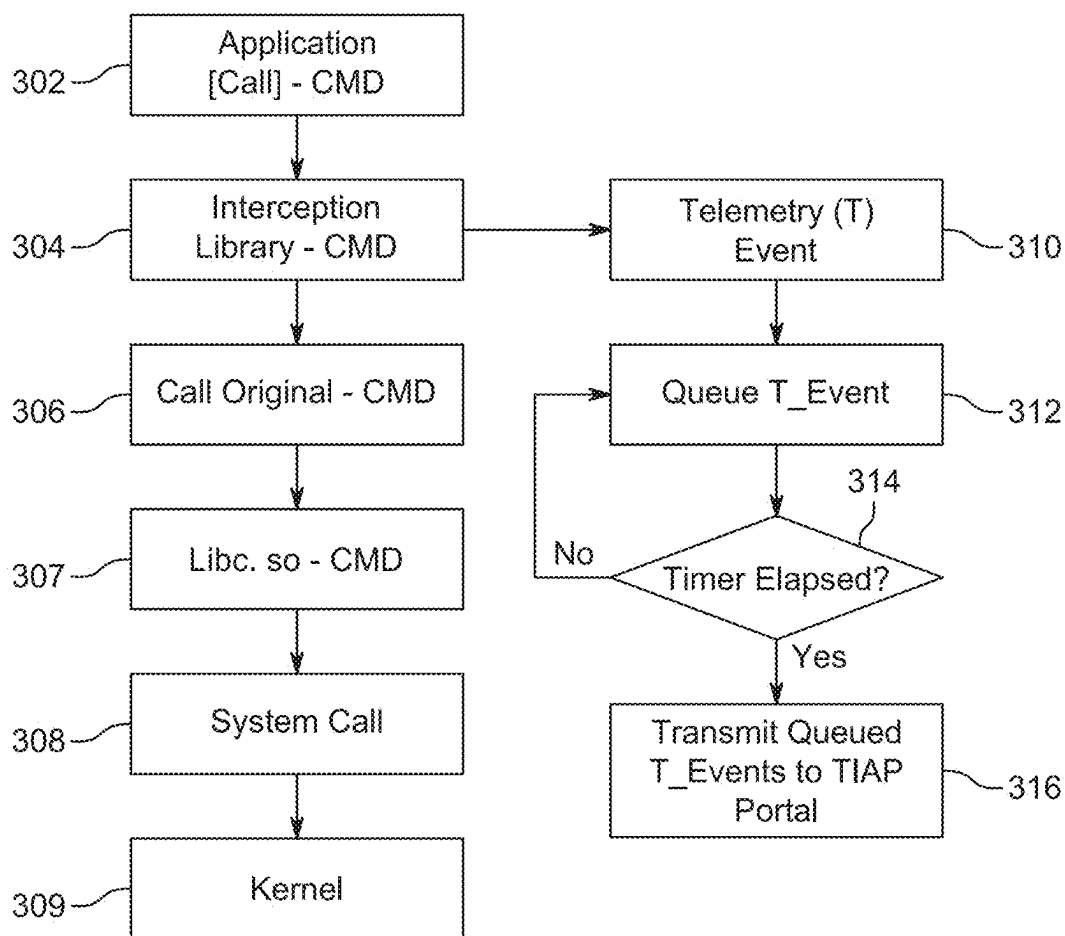 Application
[Call] - CMD
302
Interception
Library - CMD
304
Telemetry (T)
Event
310
Call Original - CMD
306
Queue T_Event
312
314
Libc. so - CMD
307
No
Timer Elapsed?
Yes
System Call
308
Transmit Queued
T_Events to TIAP
Portal
316
Kernel
309